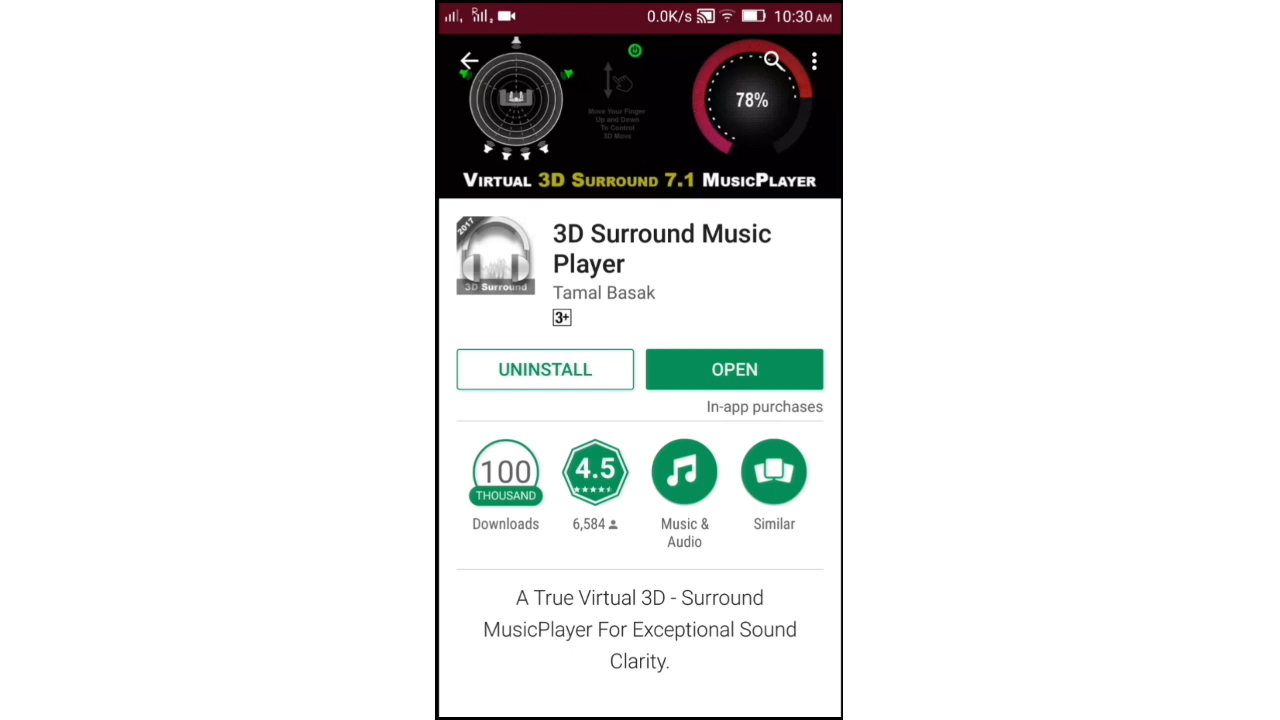 R
0.0K/s
10:30 AM
78%
Move Your Finger
Up and Down
To Control
3D Move
VIRTUAL 3D SURROUND 7.1 MUSICPLAYER
2017
3D Surround
3D Surround Music
Player
Tamal Basak
3+
UNINSTALL
OPEN
In-app purchases
100
THOUSAND
Downloads
4.5
6,584
Music &
Audio
Similar
A True Virtual 3D - Surround
MusicPlayer For Exceptional Sound
Clarity.